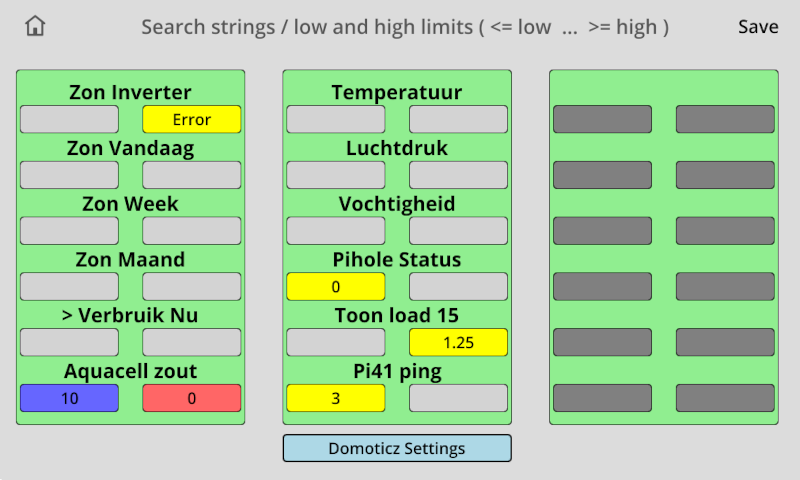 Search strings / low and high limits ( <= low ... >= high )
Save
Zon Inverter
Error
Zon Vandaag
Zon Week
Zon Maand
> Verbruik Nu
Aquacell zout
10
0
Temperatuur
Luchtdruk
Vochtigheid
Pihole Status
0
Toon load 15
1.25
Pi41 ping
3
Domoticz Settings